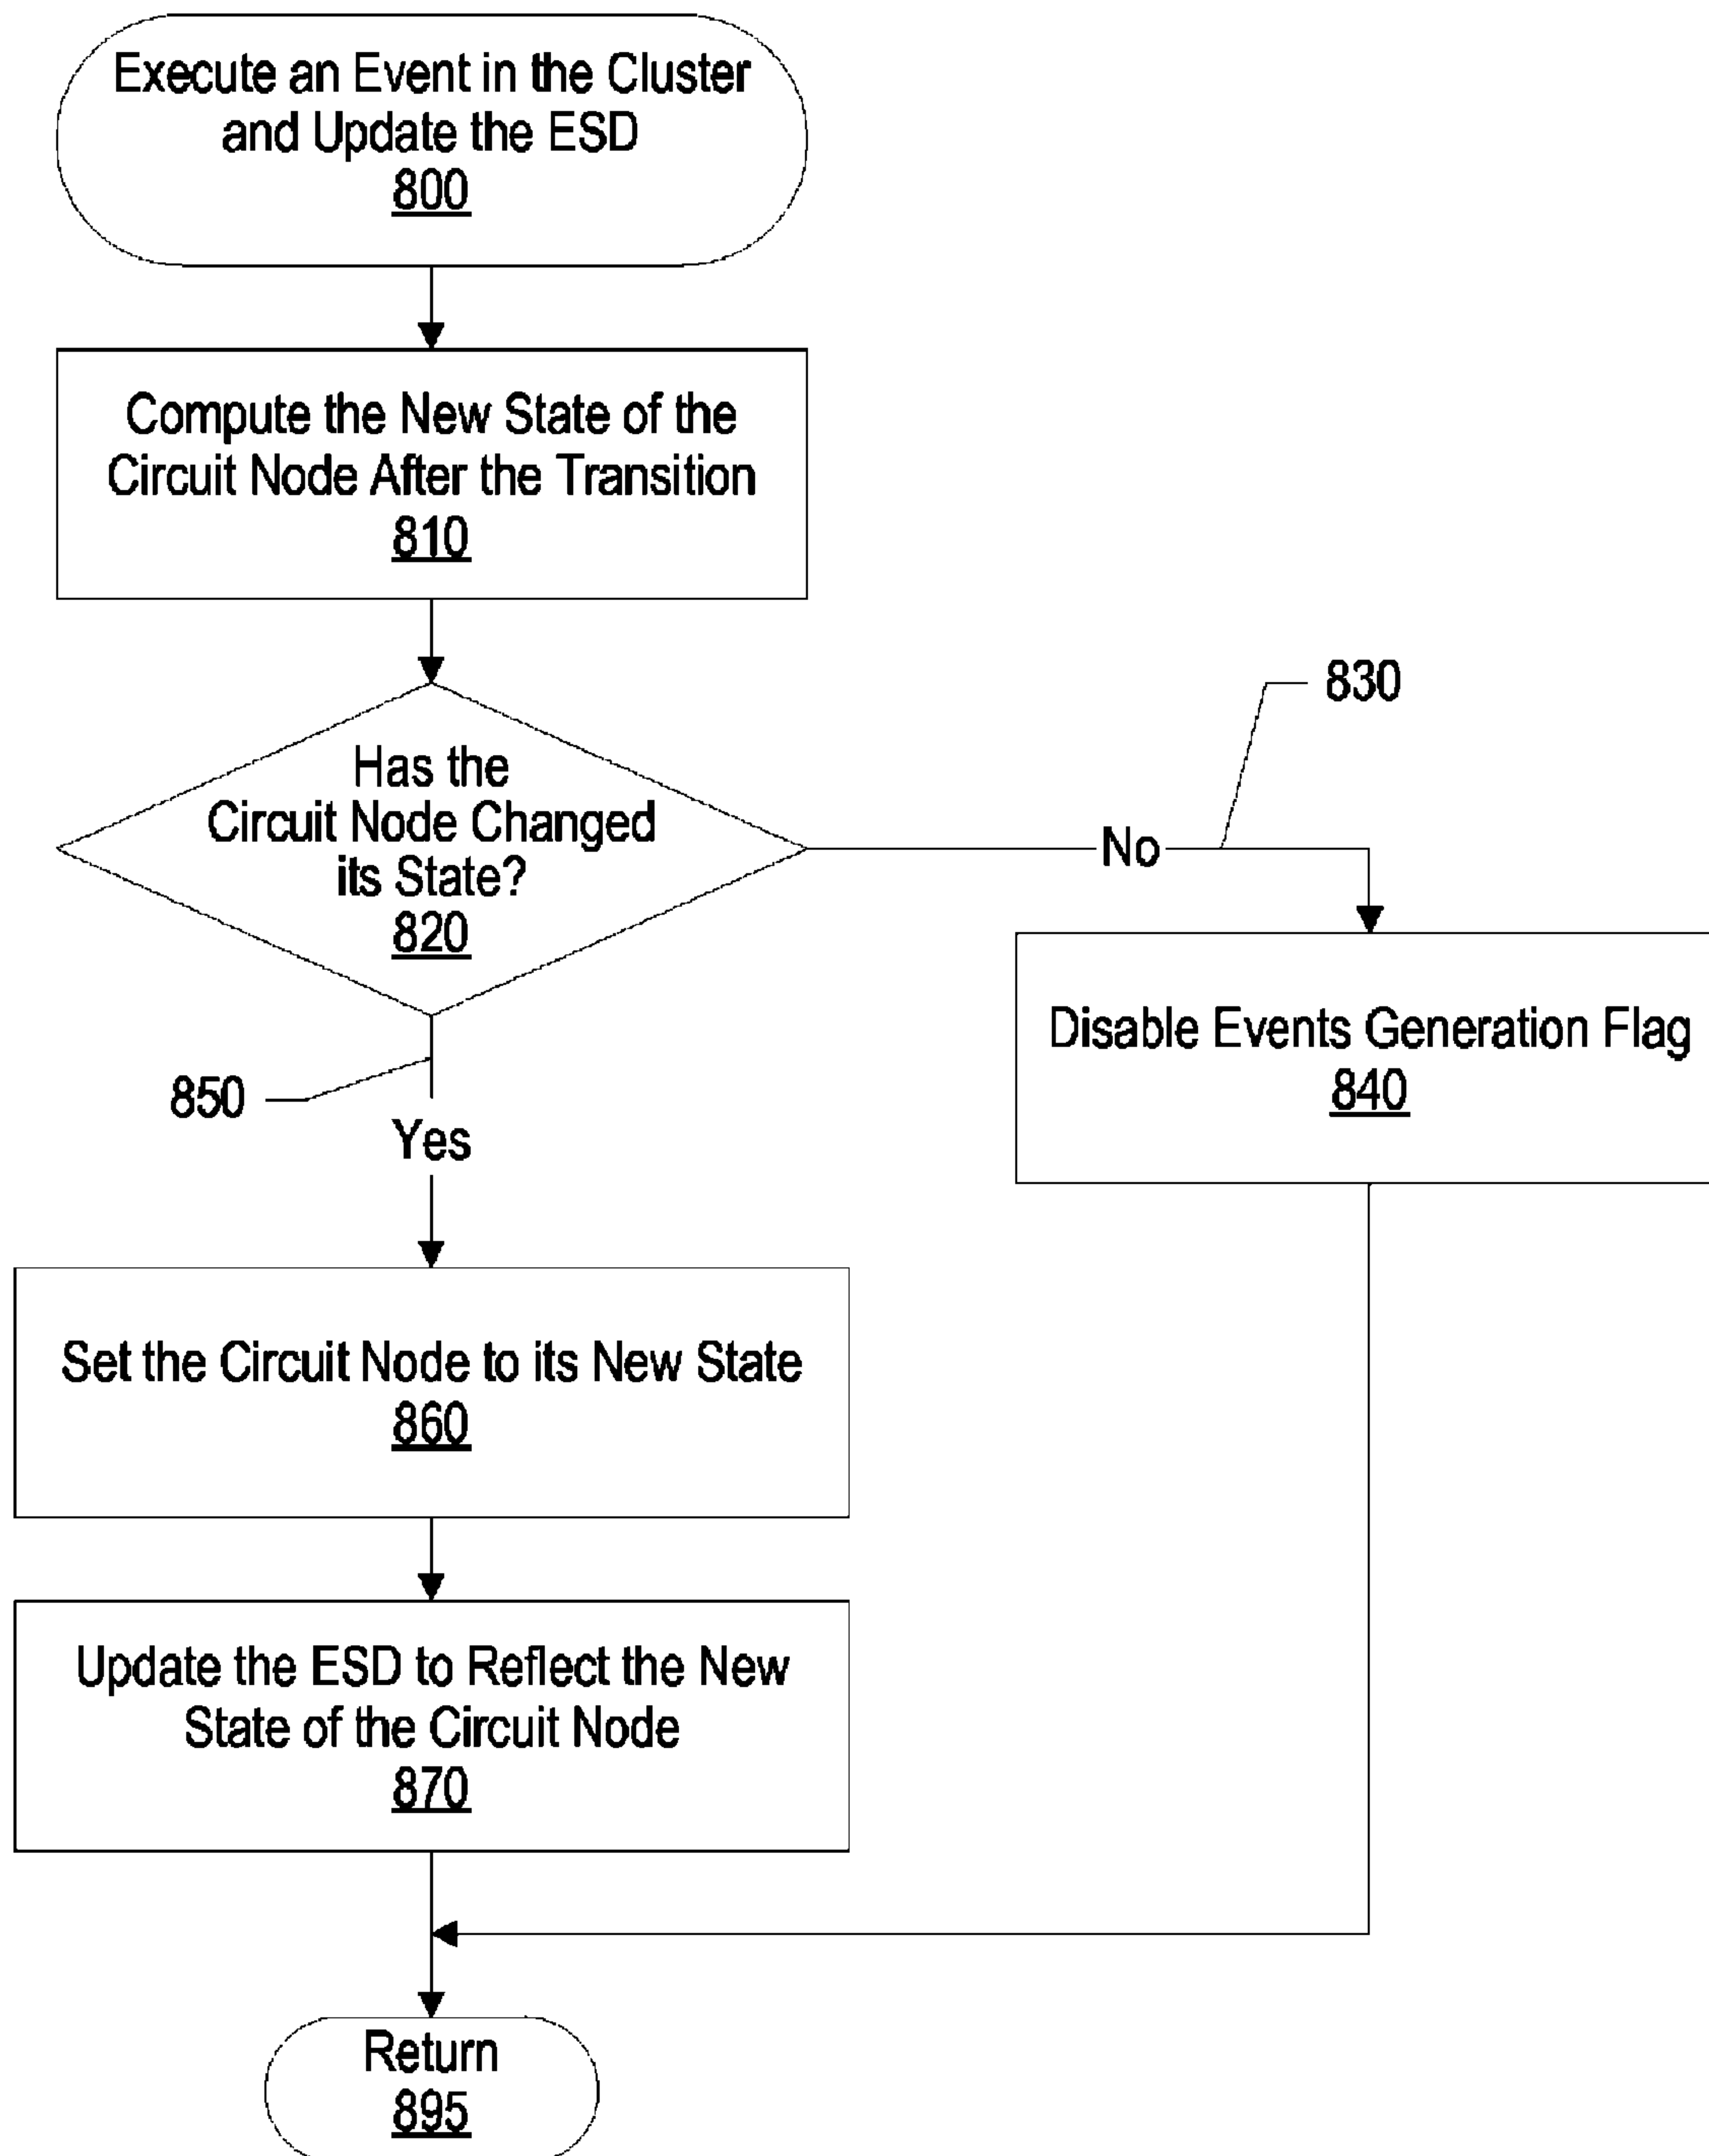 Execute an Event in the Cluster
and Update the ESD
800
Compute the New State of the
Circuit Node After the Transition
810
Has the
Circuit Node Changed
its State?
820
830
No
Disable Events Generation Flag
840
850
Yes
Set the Circuit Node to its New State
860
Update the ESD to Reflect the New
State of the Circuit Node
870
Return
895